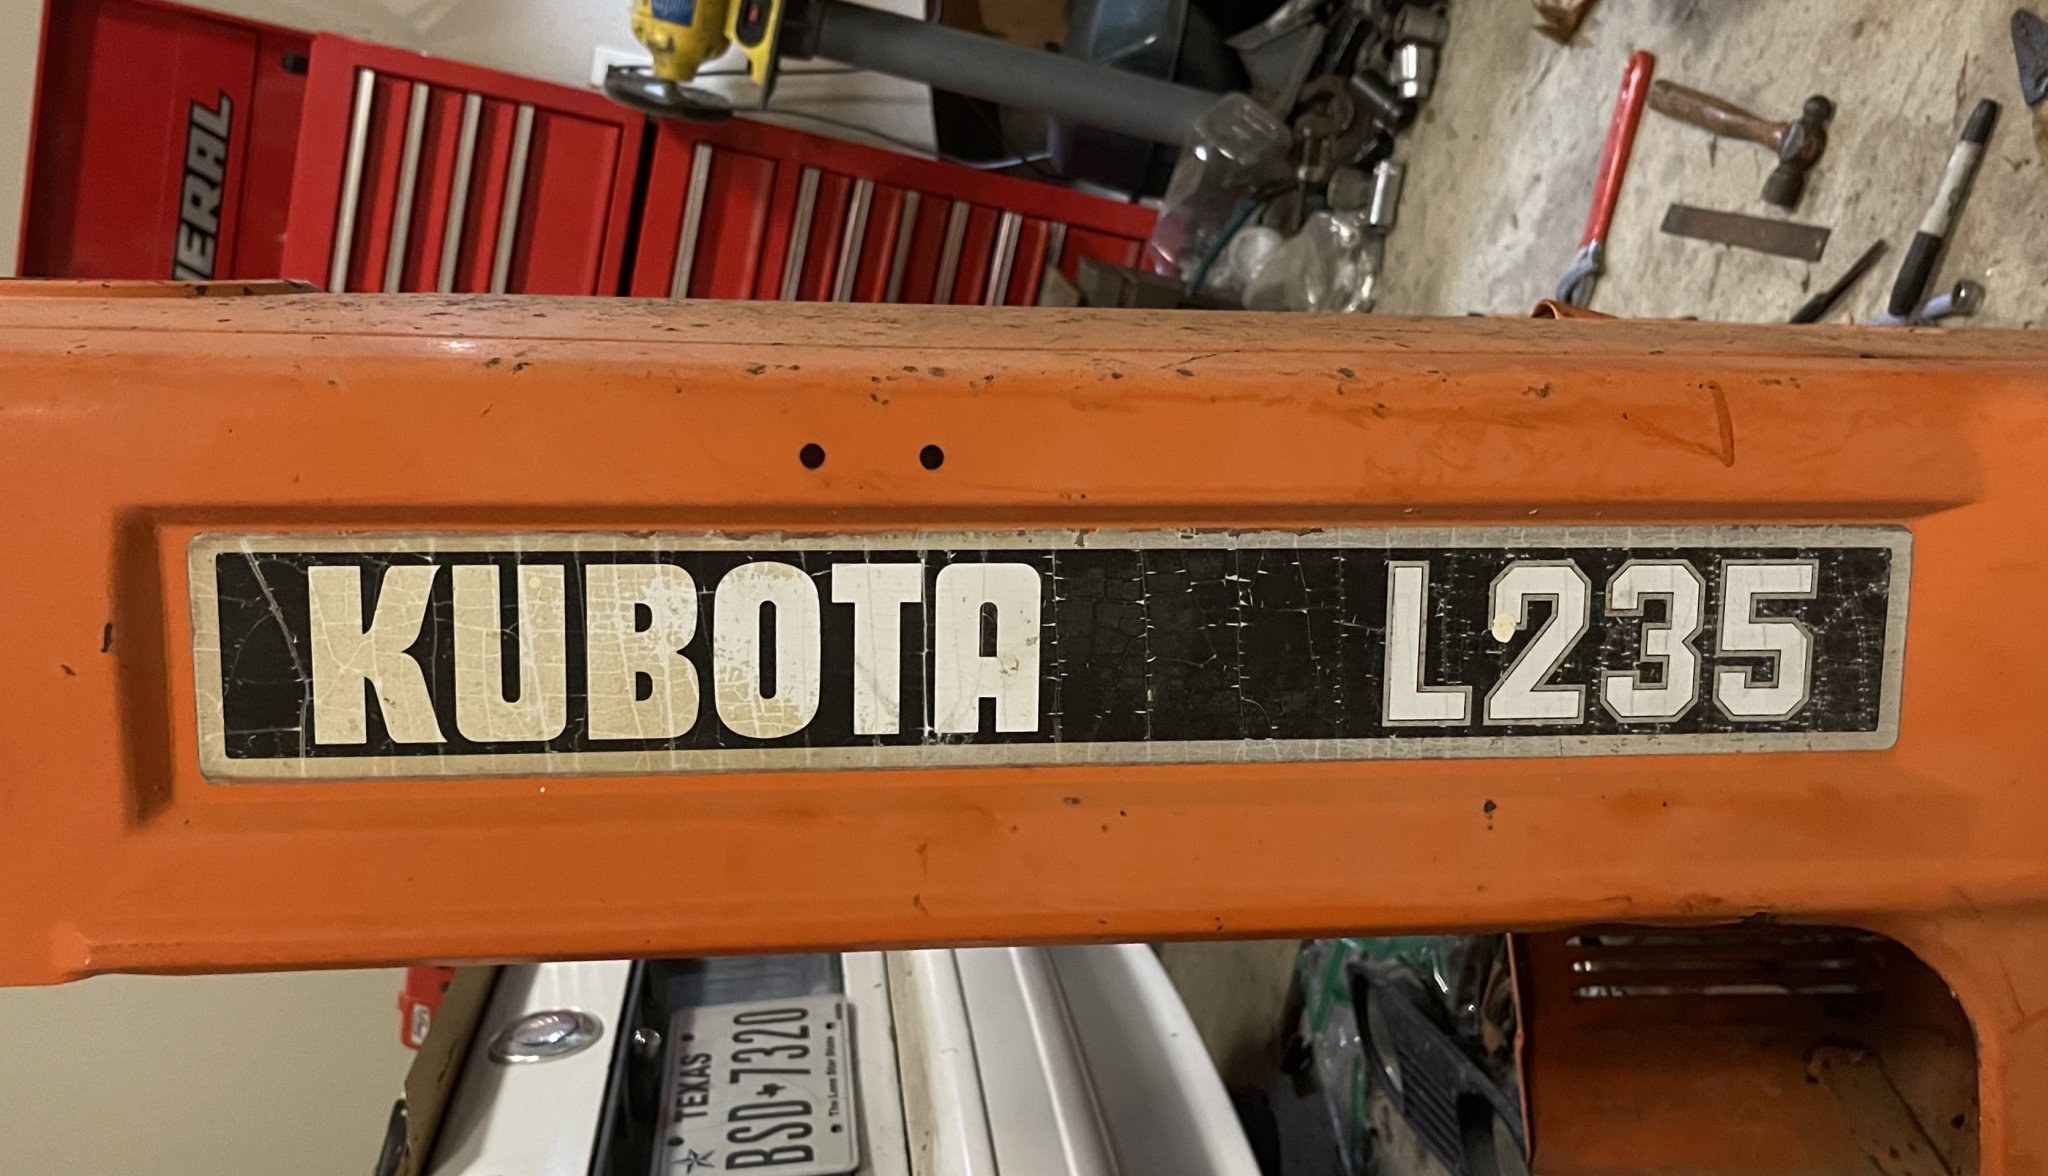 ERAL
KUBOTA L235
TEXAS
BSD 7320
The Lone Star State